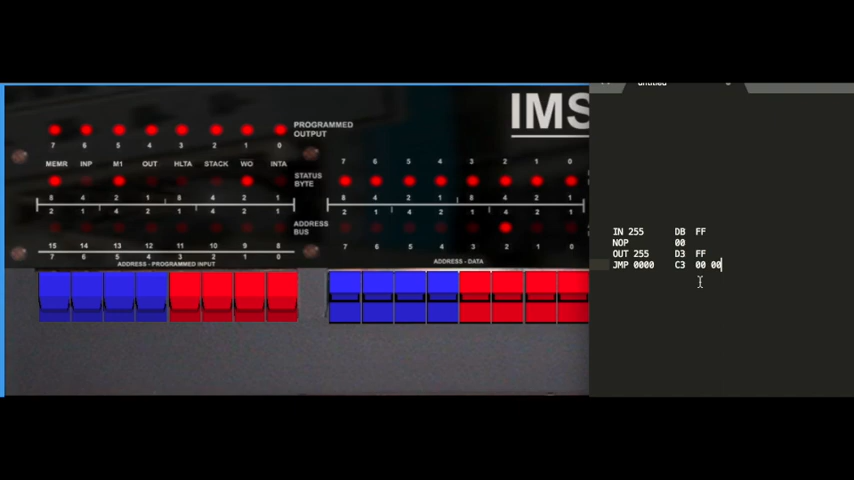 untitled
IMS
PROGRAMMED
OUTPUT
7 6 5 4 3 2 1 0
MEMR INP M1 OUT HLTA STACK WO INTA
STATUS
BYTE
8 4 2 1 8 4 2 1
2 1 4 2 1 4 2 1
ADDRESS
BUS
15 14 13 12 11 10 9 8
7 6 5 4 3 2 1 0
ADDRESS - PROGRAMMED INPUT
7 6 5 4 3 2 1 0
8 4 2 1 8 4 2 1
2 1 4 2 1 4 2 1
7 6 5 4 3 2 1 0
ADDRESS - DATA
IN 255 DB FF
NOP 00
OUT 255 D3 FF
JMP 0000 C3 00 00